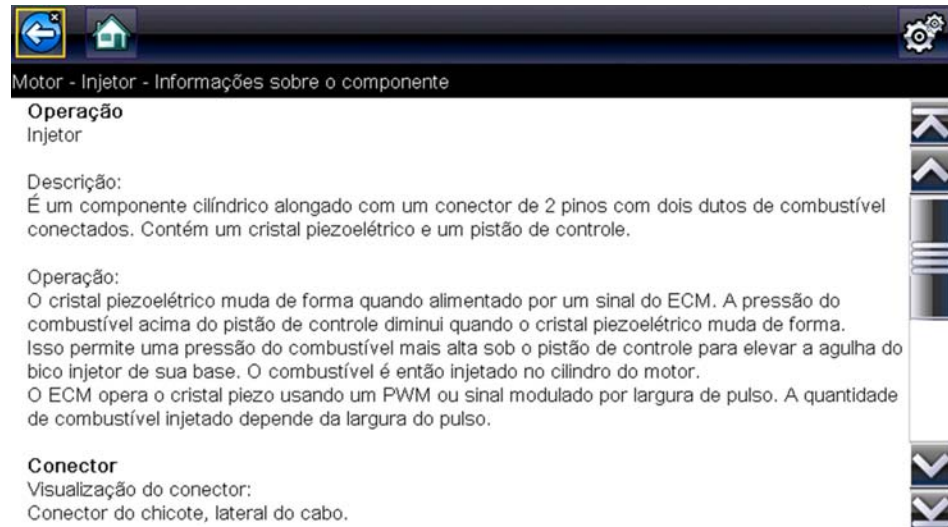 Motor - Injetor - Informações sobre o componente
Operação
Injetor
Descrição:
É um componente cilíndrico alongado com um conector de 2 pinos com dois dutos de combustível
conectados. Contém um cristal piezoelétrico e um pistão de controle.
Operação:
O cristal piezoelétrico muda de forma quando alimentado por um sinal do ECM. A pressão do
combustível acima do pistão de controle diminui quando o cristal piezoelétrico muda de forma.
Isso permite uma pressão do combustível mais alta sob o pistão de controle para elevar a agulha do
bico injetor de sua base. O combustível é então injetado no cilindro do motor.
O ECM opera o cristal piezo usando um PWM ou sinal modulado por largura de pulso. A quantidade
de combustível injetado depende da largura do pulso.
Conector
Visualização do conector:
Conector do chicote, lateral do cabo.